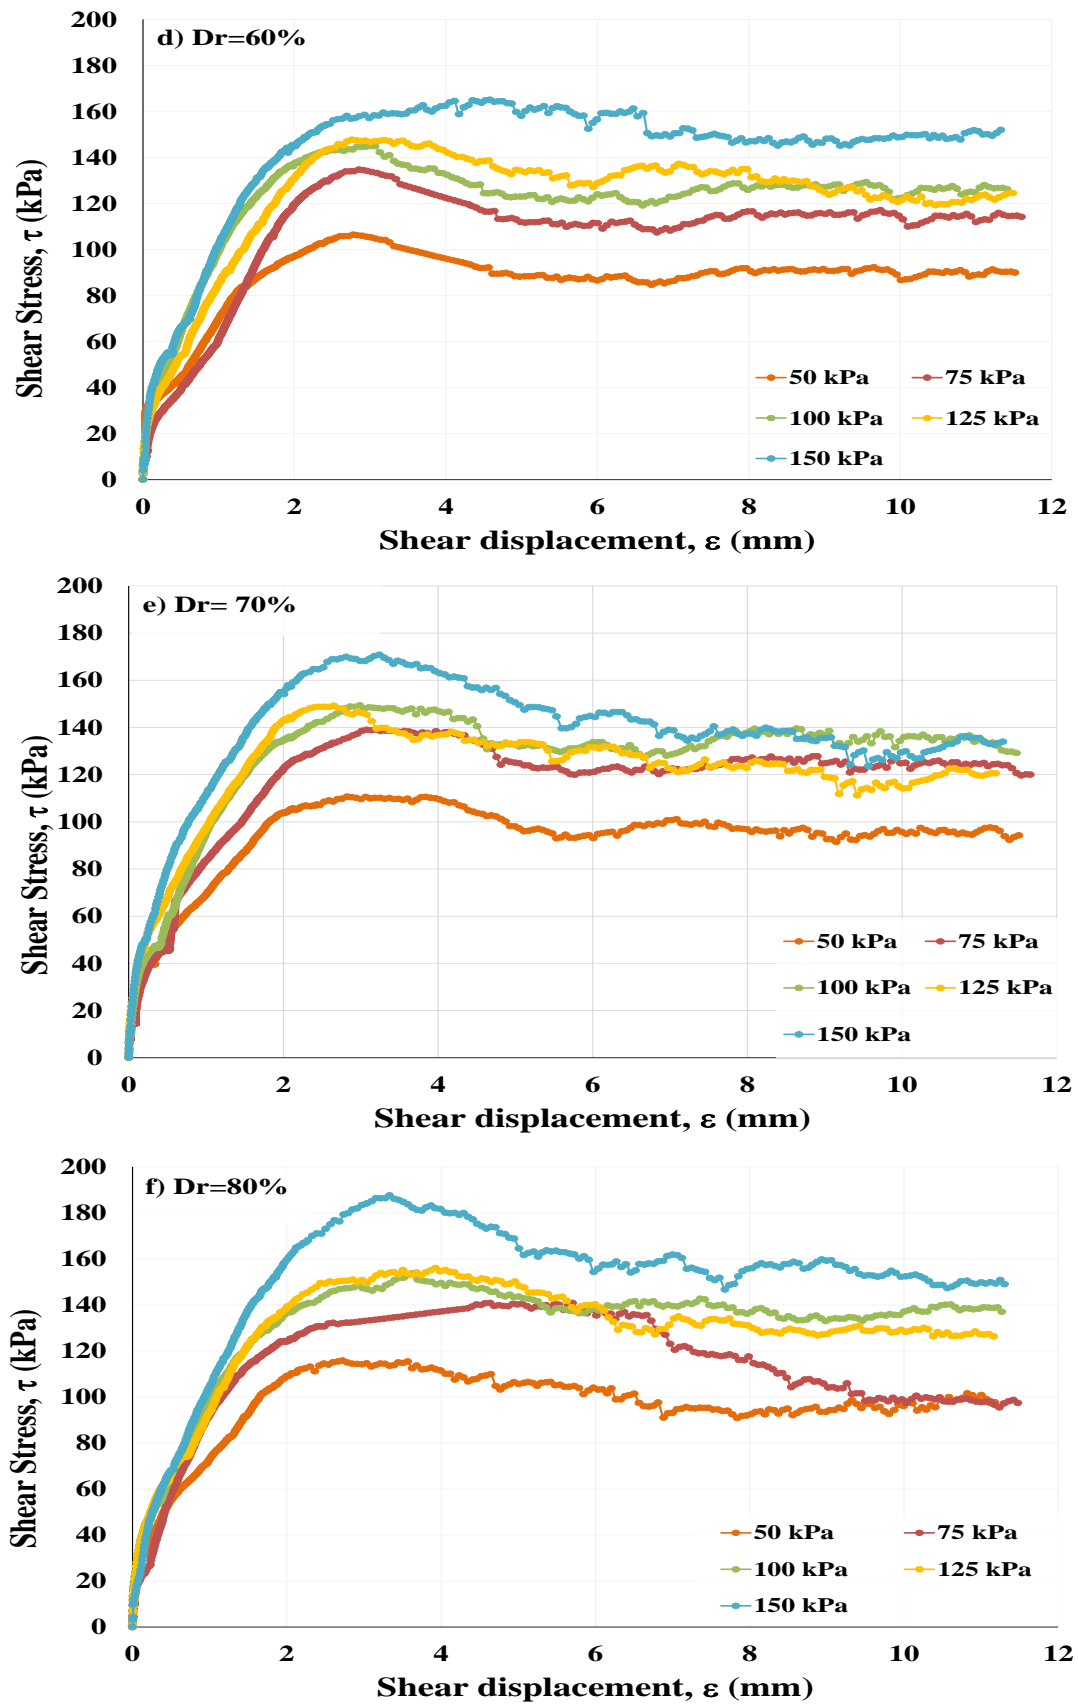 d) Dr=60%
200
180
160
140
120
100
80
60
40
20
0
Shear Stress, τ (kPa)
50 kPa 75 kPa
100 kPa 125 kPa
150 kPa
0 2 4 6 8 10 12
Shear displacement, ε (mm)
e) Dr= 70%
200
180
160
140
120
100
80
60
40
20
0
Shear Stress, τ (kPa)
50 kPa 75 kPa
100 kPa 125 kPa
150 kPa
0 2 4 6 8 10 12
Shear displacement, ε (mm)
f) Dr=80%
200
180
160
140
120
100
80
60
40
20
0
Shear Stress, τ (kPa)
50 kPa 75 kPa
100 kPa 125 kPa
150 kPa
0 2 4 6 8 10 12
Shear displacement, ε (mm)